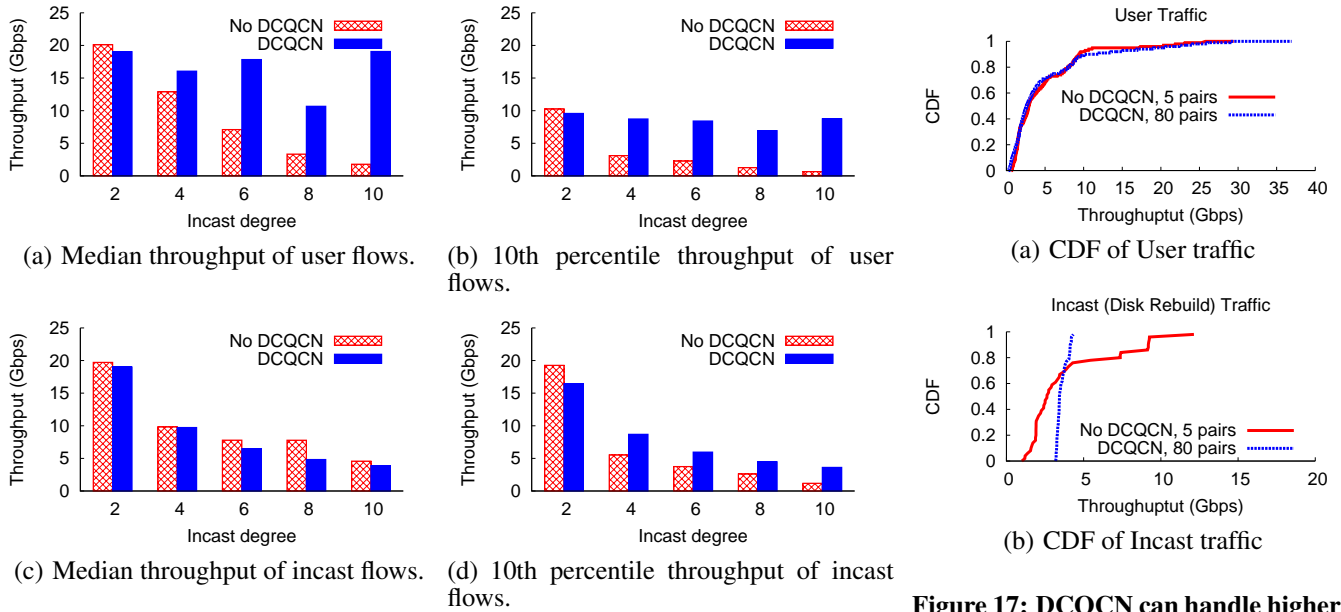 No DCQCN
DCQCN
Throughput (Gbps)
25
20
15
10
5
0
2 4 6 8 10
Incast degree
(a) Median throughput of user flows.
No DCQCN
DCQCN
Throughput (Gbps)
25
20
15
10
5
0
2 4 6 8 10
Incast degree
(b) 10th percentile throughput of user
flows.
No DCQCN
DCQCN
Throughput (Gbps)
25
20
15
10
5
0
2 4 6 8 10
Incast degree
(c) Median throughput of incast flows.
No DCQCN
DCQCN
Throughput (Gbps)
25
20
15
10
5
0
2 4 6 8 10
Incast degree
(d) 10th percentile throughput of incast
flows.
User Traffic
CDF
1
0.8
0.6
0.4
0.2
0
No DCQCN, 5 pairs
DCQCN, 80 pairs
0 5 10 15 20 25 30 35 40
Throughuptut (Gbps)
(a) CDF of User traffic
Incast (Disk Rebuild) Traffic
CDF
1
0.8
0.6
0.4
0.2
0
No DCQCN, 5 pairs
DCQCN, 80 pairs
0 5 10 15 20
Throughuptut (Gbps)
(b) CDF of Incast traffic
Figure 17: DCQCN can handle higher